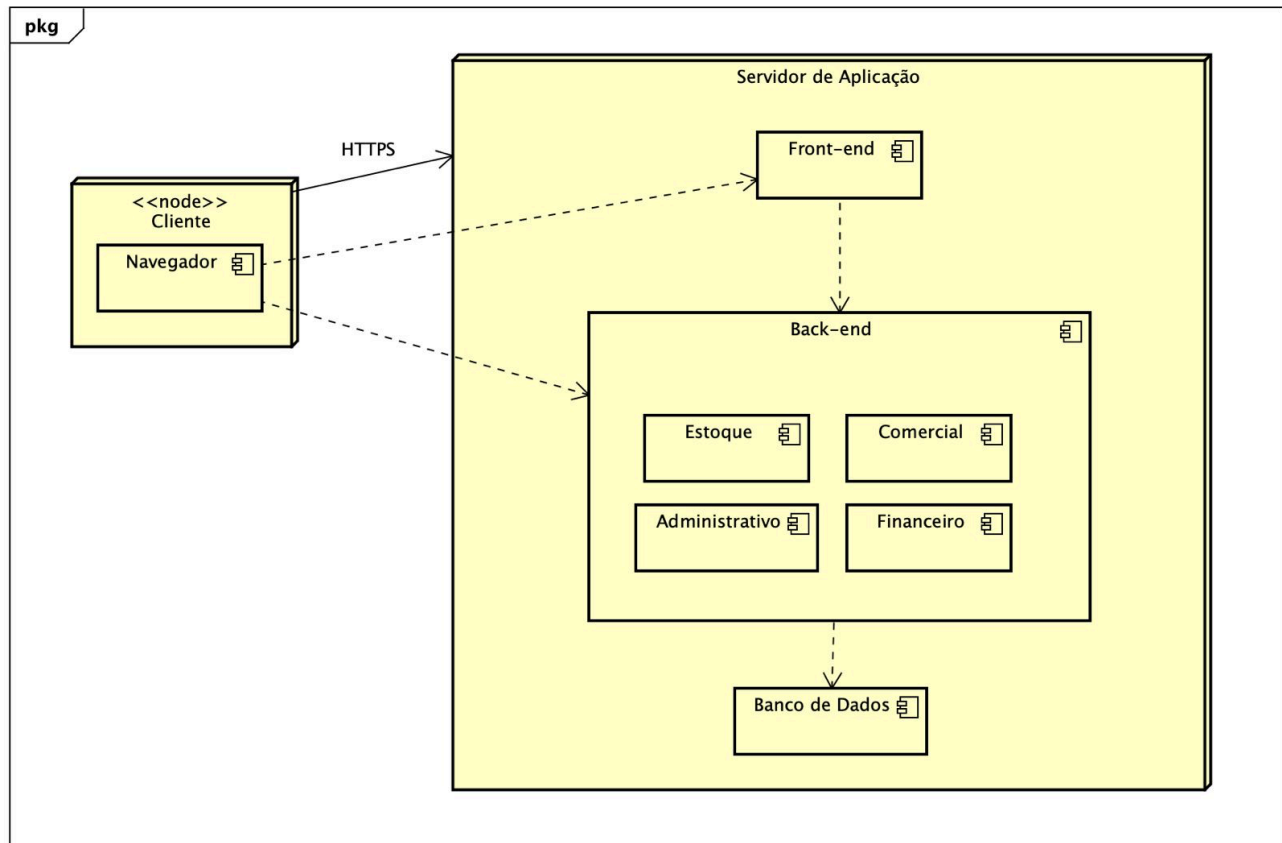 pkg
Servidor de Aplicação
HTTPS
Front-end
<<node>>
Cliente
Navegador
Back-end
Estoque
Comercial
Administrativo
Financeiro
Banco de Dados